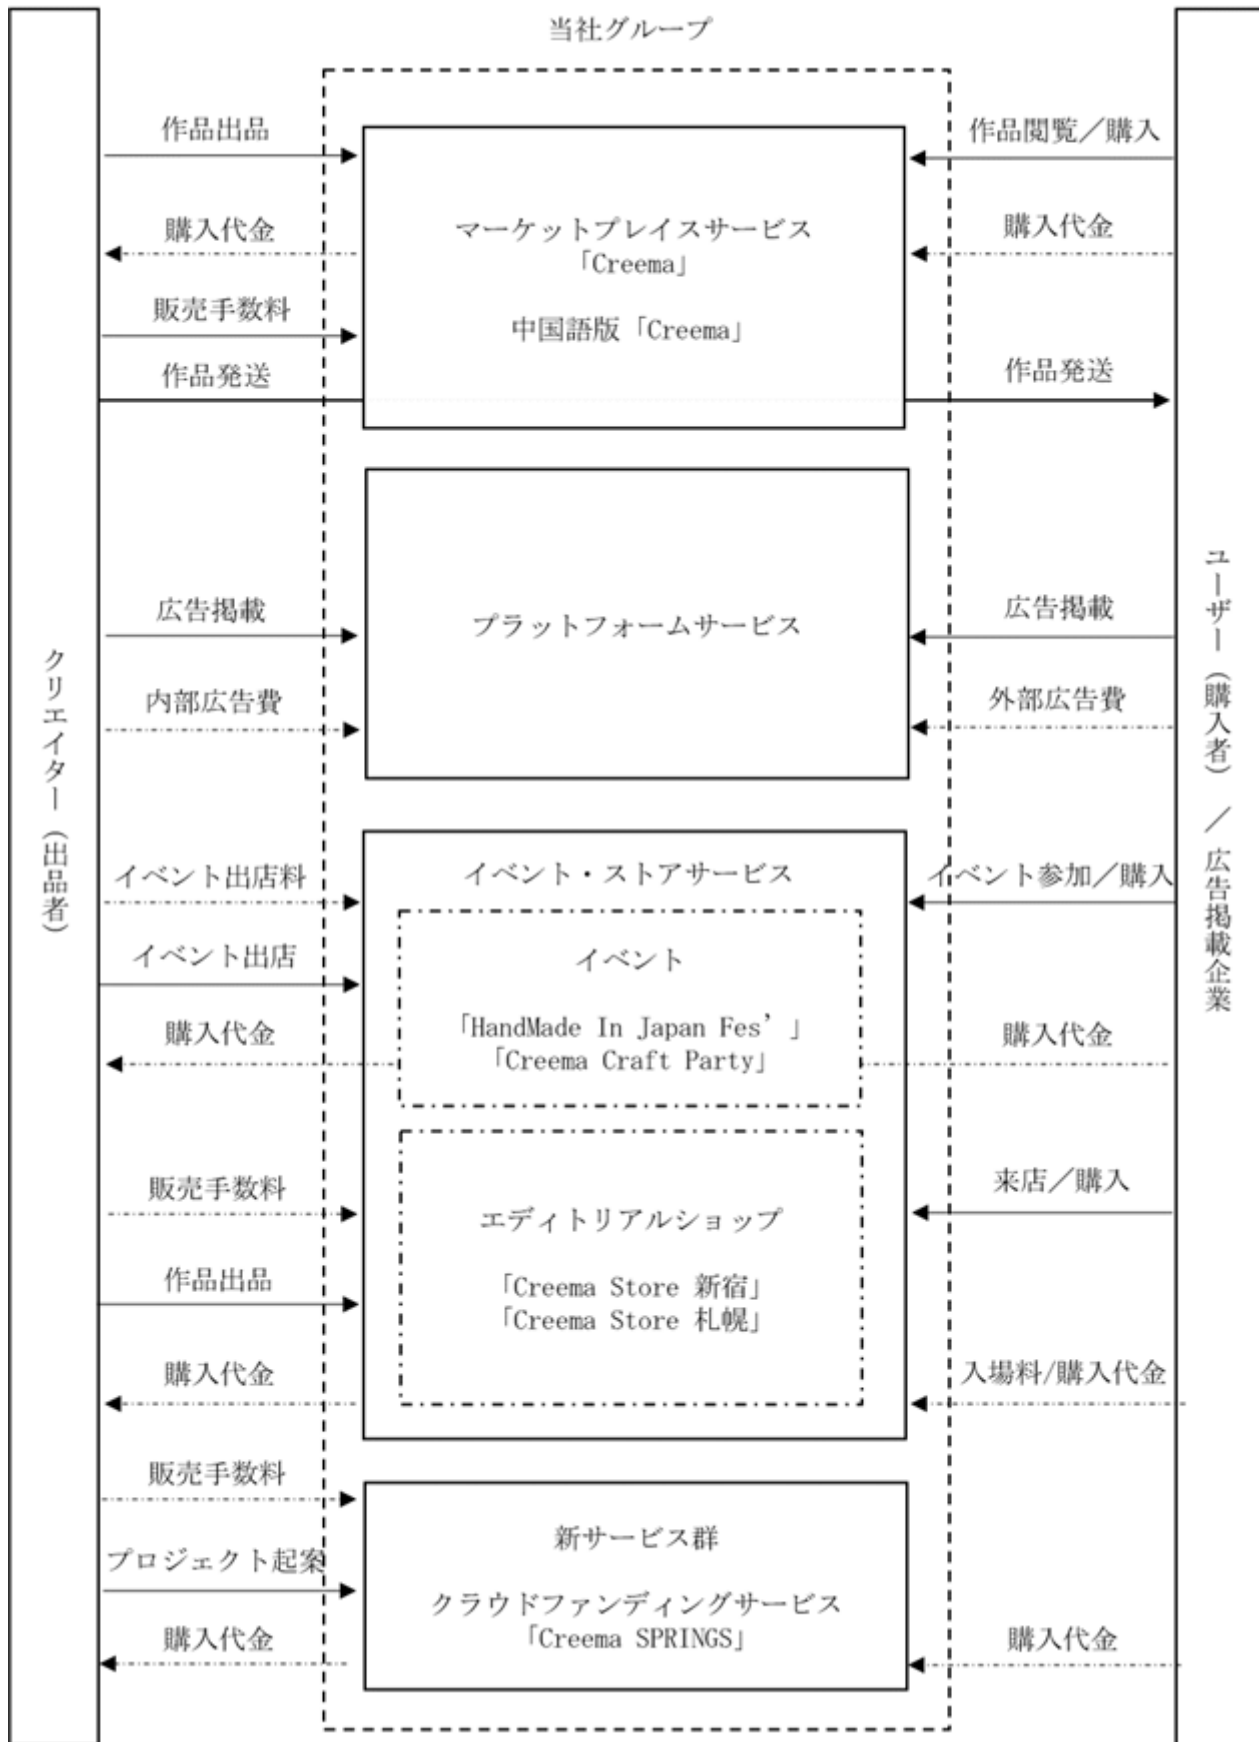 当社グループ
作品出品
作品閲覧／購入
購入代金
マーケットプレイスサービス
「Creema」
購入代金
販売手数料
中国語版「Creema」
作品発送
作品発送
広告掲載
プラットフォームサービス
広告掲載
内部広告費
外部広告費
クリエイター（出品者）
ユーザー（購入者）／広告掲載企業
イベント出店料
イベント・ストアサービス
イベント参加／購入
イベント出店
イベント
購入代金
「HandMade In Japan Fes’」
「Creema Craft Party」
購入代金
販売手数料
エディトリアルショップ
来店／購入
作品出品
「Creema Store 新宿」
「Creema Store 札幌」
購入代金
入場料/購入代金
販売手数料
新サービス群
プロジェクト起案
クラウドファンディングサービス
「Creema SPRINGS」
購入代金
購入代金